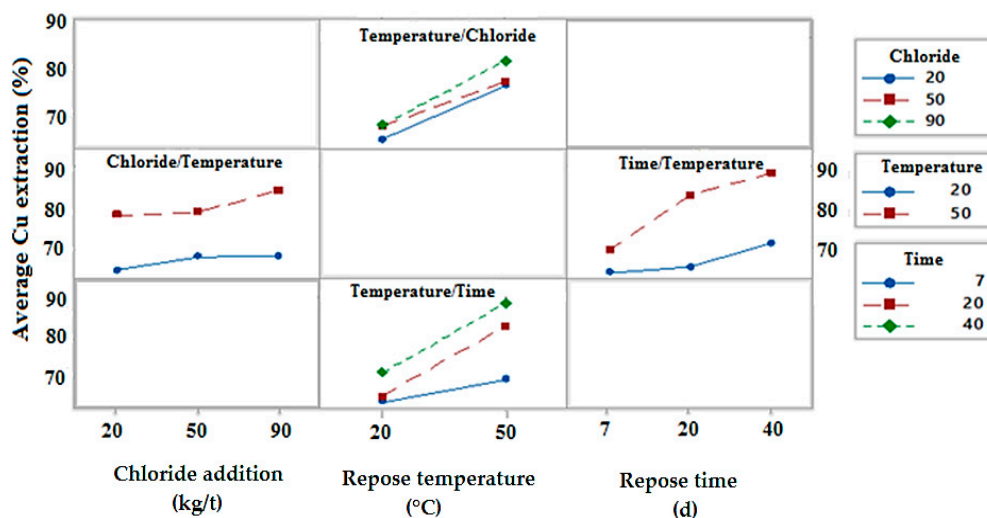 Average Cu extraction (%)
90
80
70
Temperature/Chloride
Chloride
20
50
90
90
80
70
Chloride/Temperature
Time/Temperature
90
80
70
Temperature
20
50
90
80
70
Temperature/Time
Time
7
20
40
20 50 90
20 50
7 20 40
Chloride addition
(kg/t)
Repose temperature
(°C)
Repose time
(d)